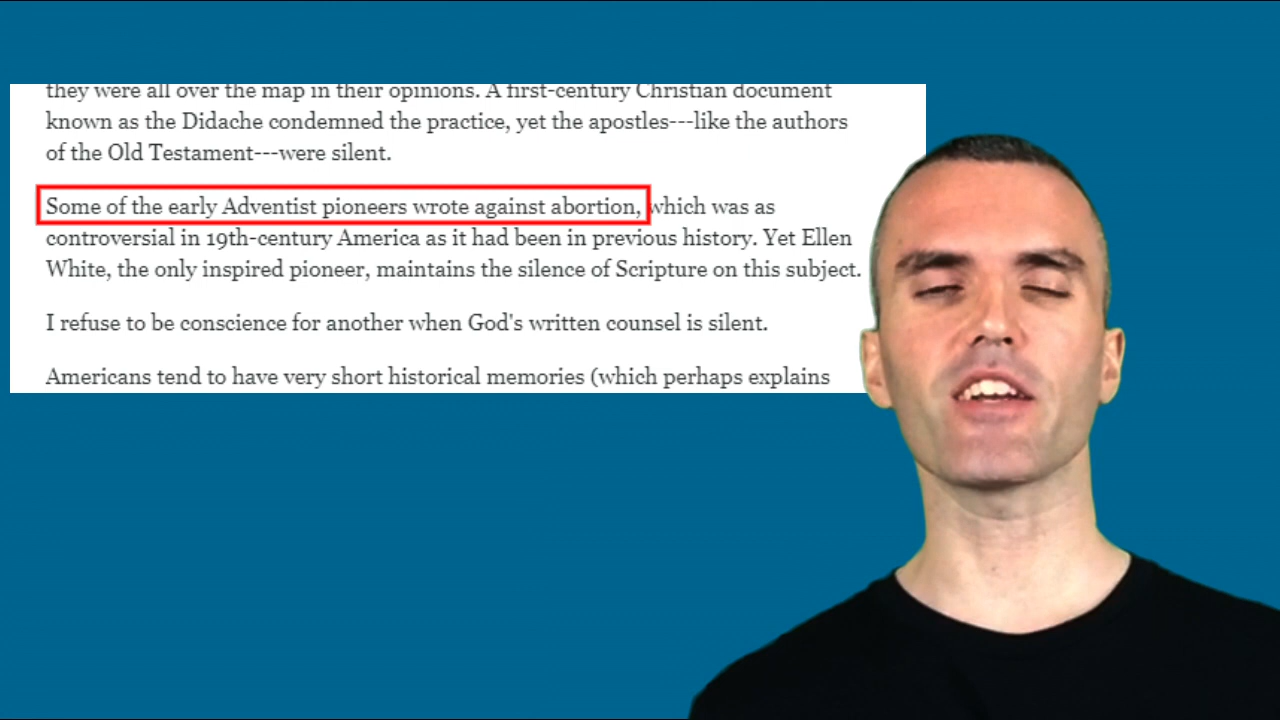 they were all over the map in their opinions. A first-century Christian document
known as the Didache condemned the practice, yet the apostles---like the authors
of the Old Testament---were silent.
Some of the early Adventist pioneers wrote against abortion, which was as
controversial in 19th-century America as it had been in previous history. Yet Ellen
White, the only inspired pioneer, maintains the silence of Scripture on this subject.
I refuse to be conscience for another when God's written counsel is silent.
Americans tend to have very short historical memories (which perhaps explains